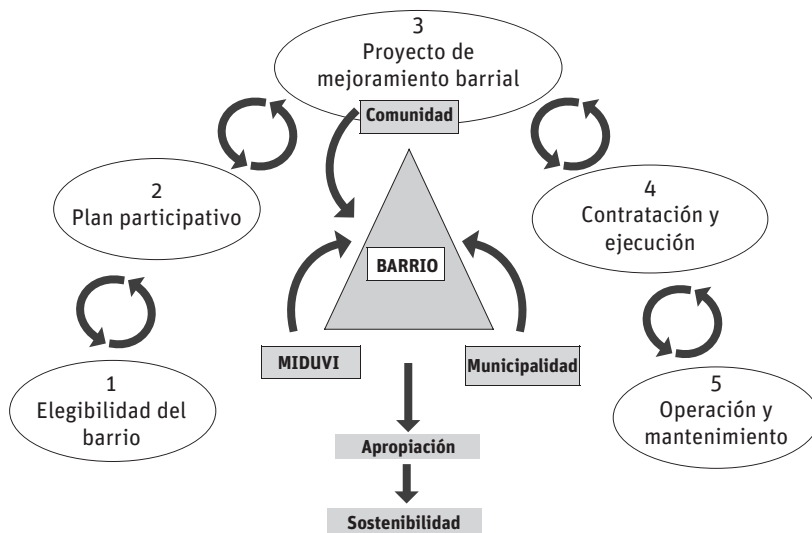 3
Proyecto de
mejoramiento barrial
Comunidad
2
Plan participativo
4
Contratación y
ejecución
BARRIO
MIDUVI
Municipalidad
1
Elegibilidad del
barrio
5
Operación y
mantenimiento
Apropiación
Sostenibilidad